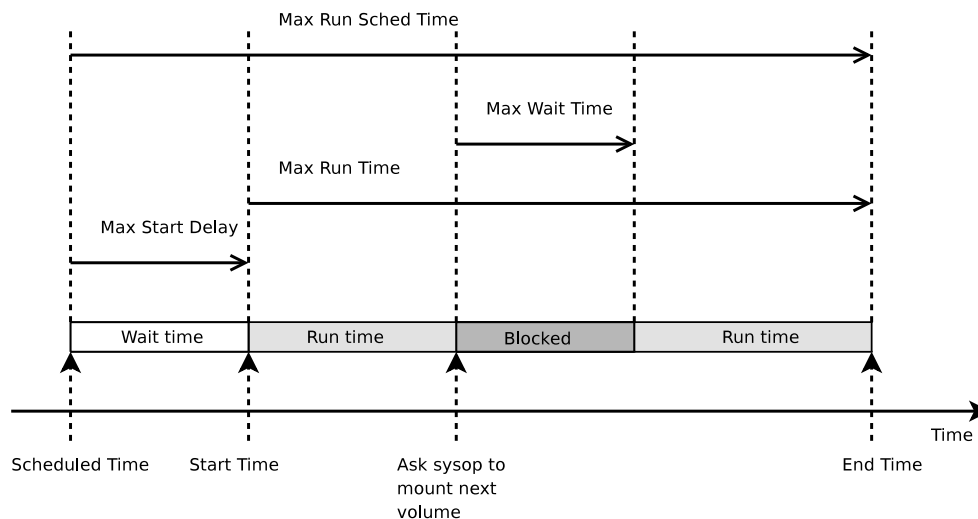 Max Run Sched Time
Max Wait Time
Max Run Time
Max Start Delay
Wait time
Run time
Blocked
Run time
Time
Scheduled Time
Start Time
Ask sysop to
mount next
volume
End Time